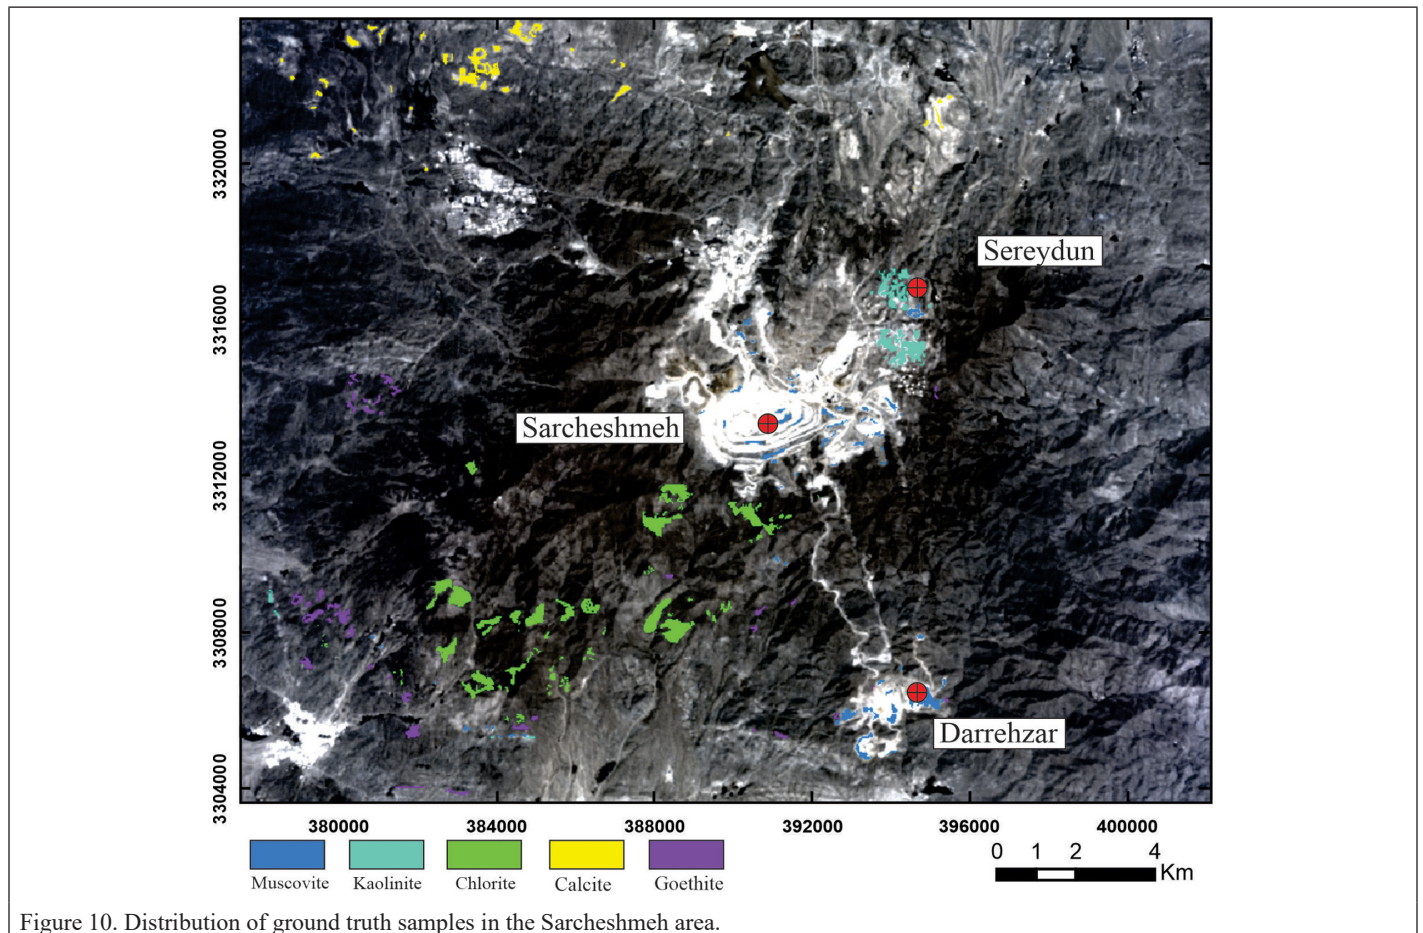 3320000
3316000
3312000
3308000
3304000
Sereydun
Sarcheshmeh
Darrehzar
380000 384000 388000 392000 396000 400000
0 1 2 4 Km
Muscovite Kaolinite Chlorite Calcite Goethite
Figure 10. Distribution of ground truth samples in the Sarcheshmeh area.